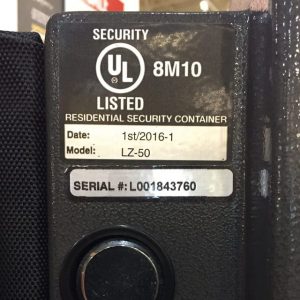 SECURITY
UL 8M10
LISTED
RESIDENTIAL SECURITY CONTAINER
Date: 1st/2016-1
Model: LZ-50
SERIAL #:L001843760